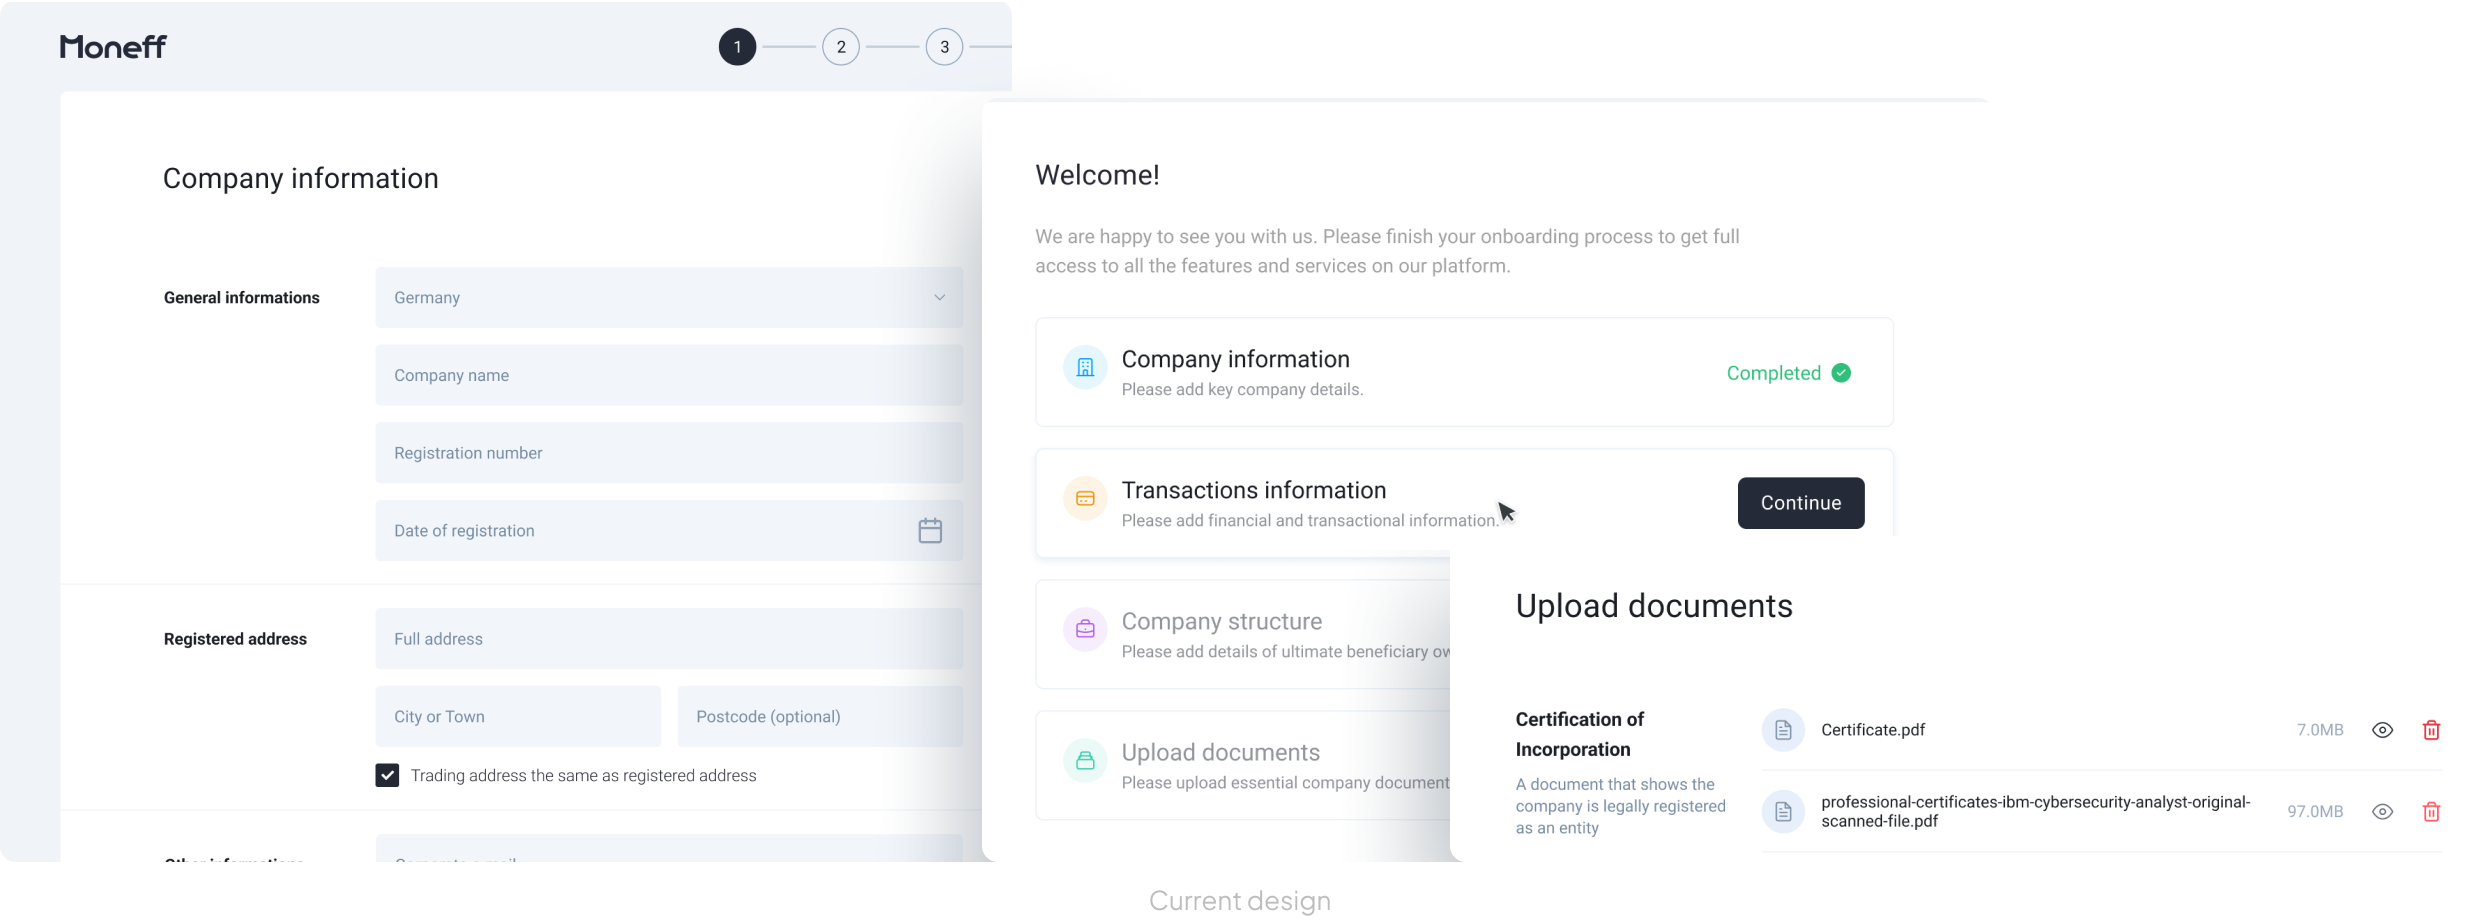 Moneff
1
2
3
Company information
General informations
Germany
Company name
Registration number
Date of registration
Registered address
Full address
City or Town
Postcode (optional)
Trading address the same as registered address
Other informations
Corporate e-mail
Welcome!
We are happy to see you with us. Please finish your onboarding process to get full
access to all the features and services on our platform.
Company information
Please add key company details.
Completed
Transactions information
Please add financial and transactional information.
Continue
Company structure
Please add details of ultimate beneficiary ow
Upload documents
Please upload essential company document
Upload documents
Certification of
Incorporation
A document that shows the
company is legally registered
as an entity
Certificate.pdf
7.0MB
professional-certificates-ibm-cybersecurity-analyst-original-
scanned-file.pdf
97.0MB
Current design